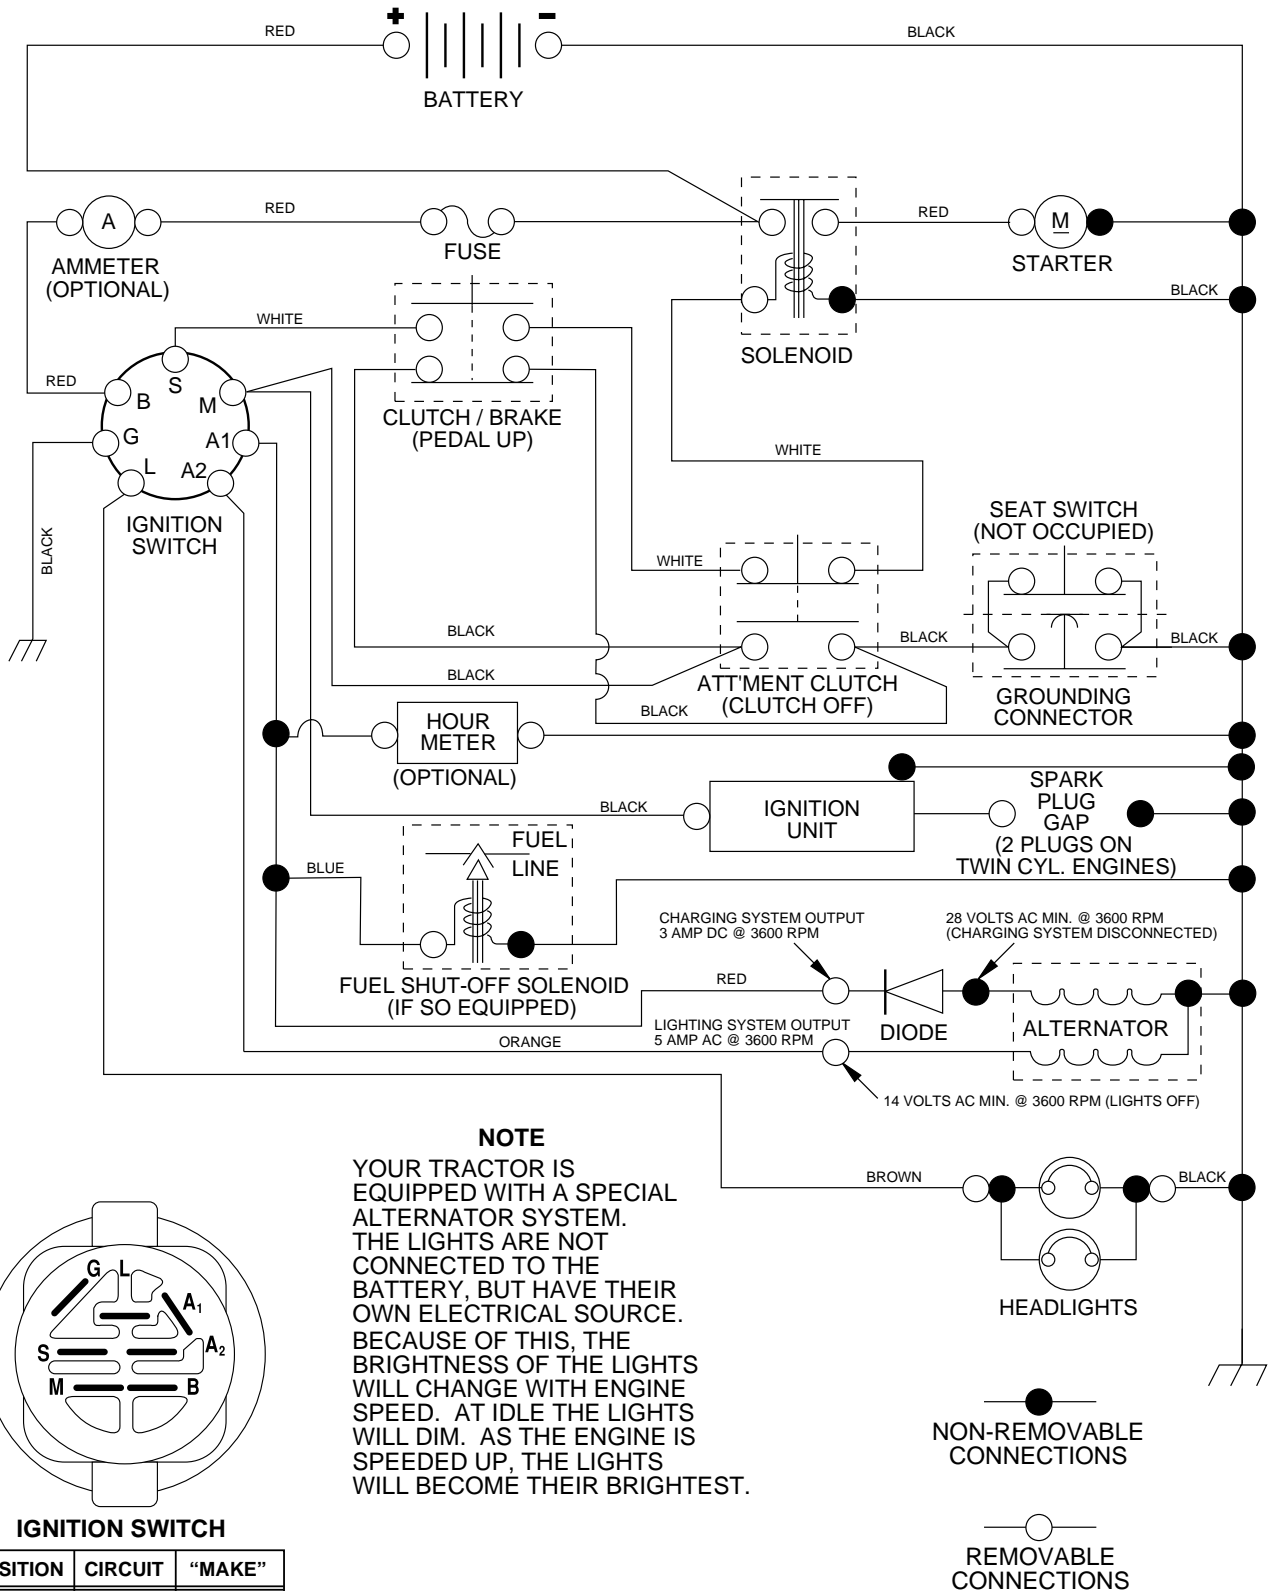 +
−
RED
BLACK
BATTERY
RED
A
FUSE
RED
M
AMMETER
(OPTIONAL)
STARTER
WHITE
BLACK
SOLENOID
RED
S
B
M
G
A1
L
A2
CLUTCH / BRAKE
(PEDAL UP)
WHITE
IGNITION
SWITCH
BLACK
SEAT SWITCH
(NOT OCCUPIED)
WHITE
BLACK
BLACK
BLACK
BLACK
ATT'MENT CLUTCH
(CLUTCH OFF)
GROUNDING
CONNECTOR
BLACK
HOUR
METER
(OPTIONAL)
BLACK
IGNITION
UNIT
SPARK
PLUG
GAP
(2 PLUGS ON
TWIN CYL. ENGINES)
FUEL
LINE
BLUE
FUEL SHUT-OFF SOLENOID
(IF SO EQUIPPED)
CHARGING SYSTEM OUTPUT
3 AMP DC @ 3600 RPM
28 VOLTS AC MIN. @ 3600 RPM
(CHARGING SYSTEM DISCONNECTED)
RED
DIODE
ALTERNATOR
LIGHTING SYSTEM OUTPUT
5 AMP AC @ 3600 RPM
ORANGE
14 VOLTS AC MIN. @ 3600 RPM (LIGHTS OFF)
NOTE
YOUR TRACTOR IS
EQUIPPED WITH A SPECIAL
ALTERNATOR SYSTEM.
THE LIGHTS ARE NOT
CONNECTED TO THE
BATTERY, BUT HAVE THEIR
OWN ELECTRICAL SOURCE.
BECAUSE OF THIS, THE
BRIGHTNESS OF THE LIGHTS
WILL CHANGE WITH ENGINE
SPEED. AT IDLE THE LIGHTS
WILL DIM. AS THE ENGINE IS
SPEEDED UP, THE LIGHTS
WILL BECOME THEIR BRIGHTEST.
BROWN
BLACK
HEADLIGHTS
G
L
A1
S
A2
M
B
IGNITION SWITCH
SITION CIRCUIT “MAKE”
NON-REMOVABLE
CONNECTIONS
REMOVABLE
CONNECTIONS